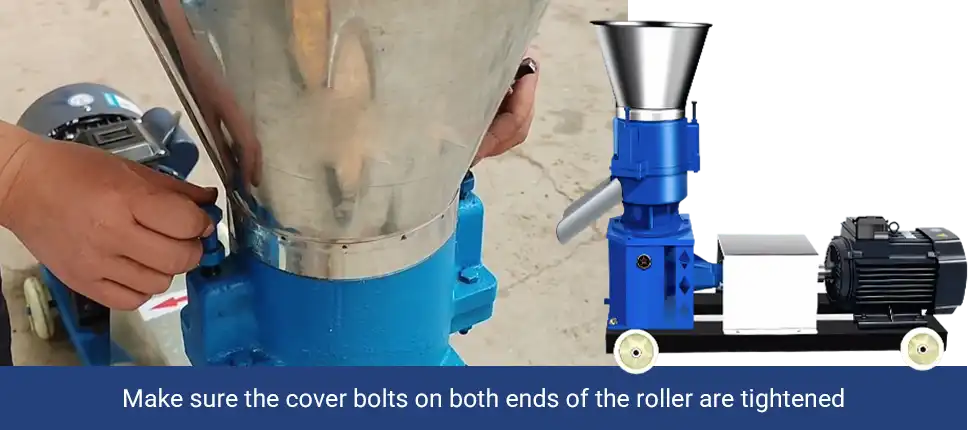 Make sure the cover bolts on both ends of the roller are tightened